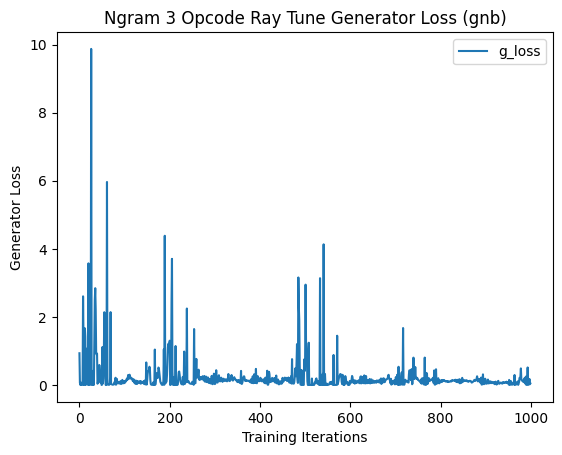 Ngram 3 Opcode Ray Tune Generator Loss (gnb)
g_loss
Generator Loss
10
8
6
4
2
0
0 200 400 600 800 1000
Training Iterations